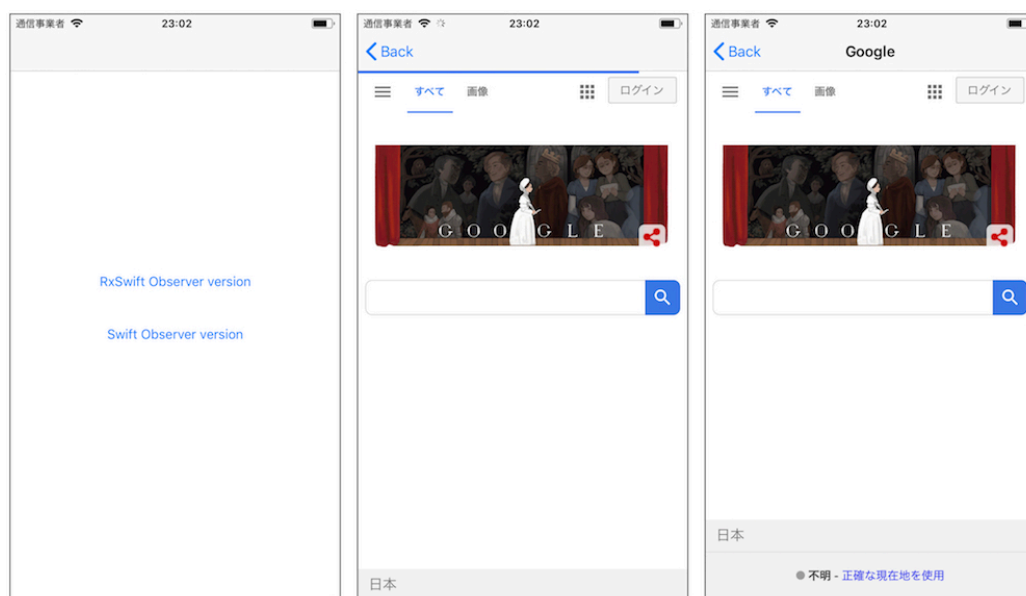 通信事業者 23:02
RxSwift Observer version
Swift Observer version
通信事業者 23:02
Back
すべて 画像 ログイン
GOOGLE
日本
通信事業者 23:02
Back Google
すべて 画像 ログイン
GOOGLE
日本
不明 - 正確な現在地を使用